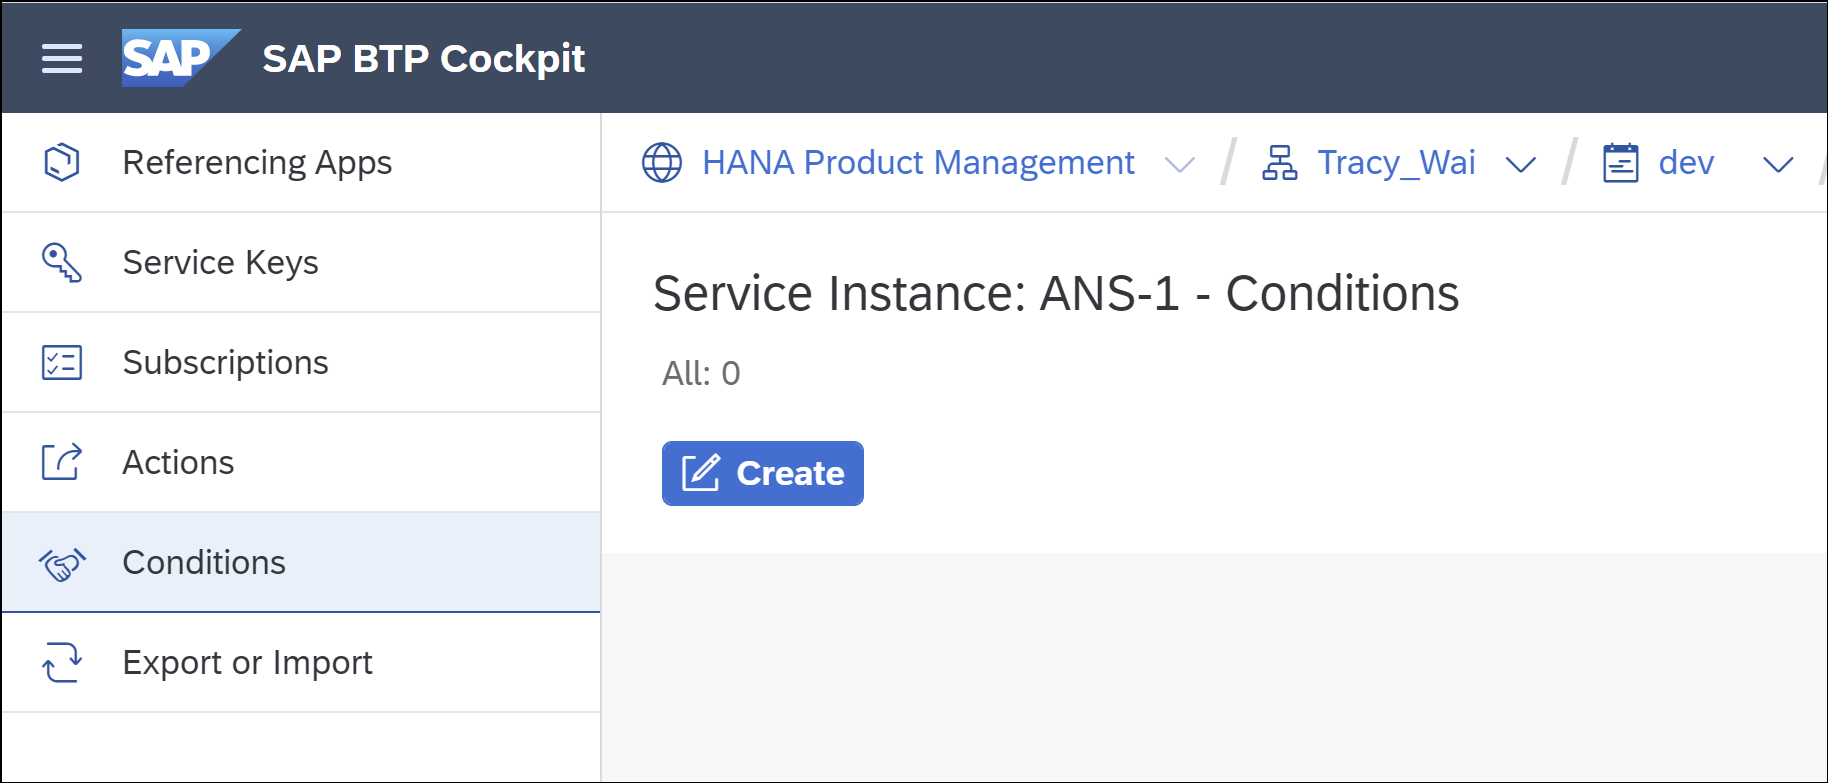 SAP SAP BTP Cockpit
Referencing Apps
Service Keys
Subscriptions
Actions
Conditions
Export or Import
HANA Product Management / Tracy_Wai / dev /
Service Instance: ANS-1 - Conditions
All: 0
Create